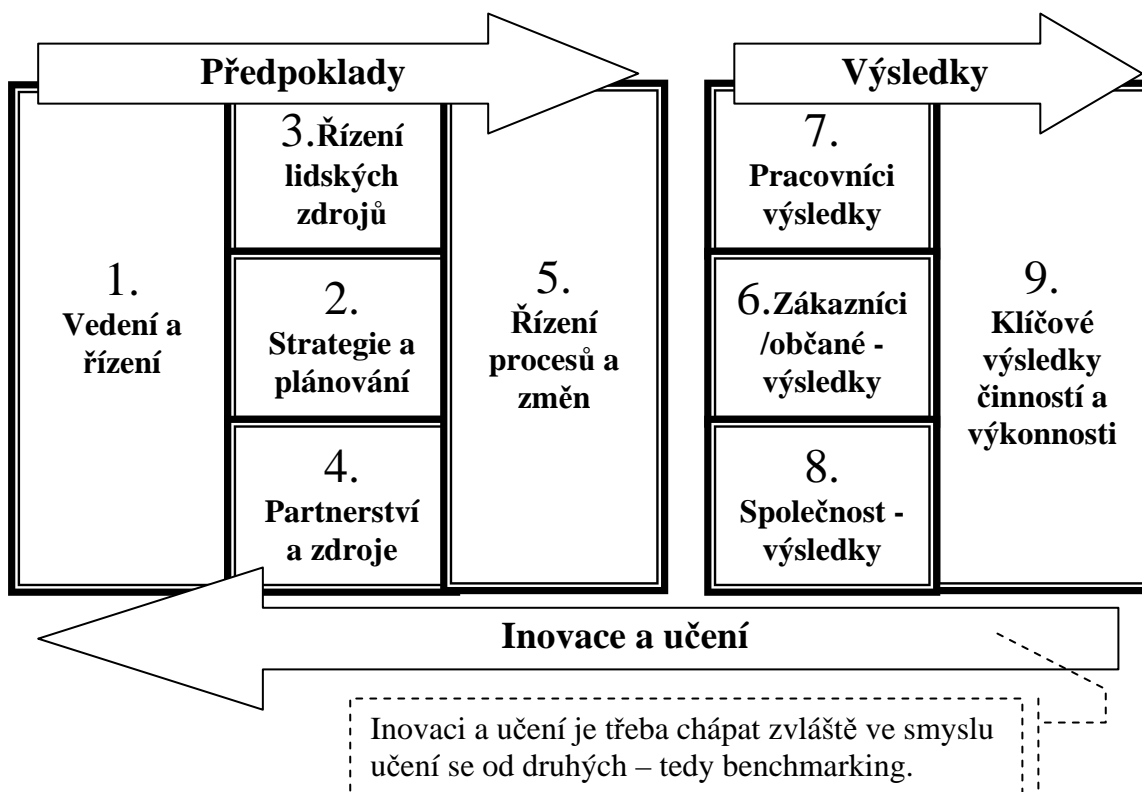 Předpoklady
Výsledky
1.
Vedení a
řízení
3.Řízení
lidských
zdrojů
2.
Strategie a
plánování
4.
Partnerství
a zdroje
5.
Řízení
procesů a
změn
7.
Pracovníci
výsledky
6.Zákazníci
/občané -
výsledky
8.
Společnost -
výsledky
9.
Klíčové
výsledky
činností a
výkonnosti
Inovace a učení
Inovaci a učení je třeba chápat zvláště ve smyslu
učení se od druhých – tedy benchmarking.